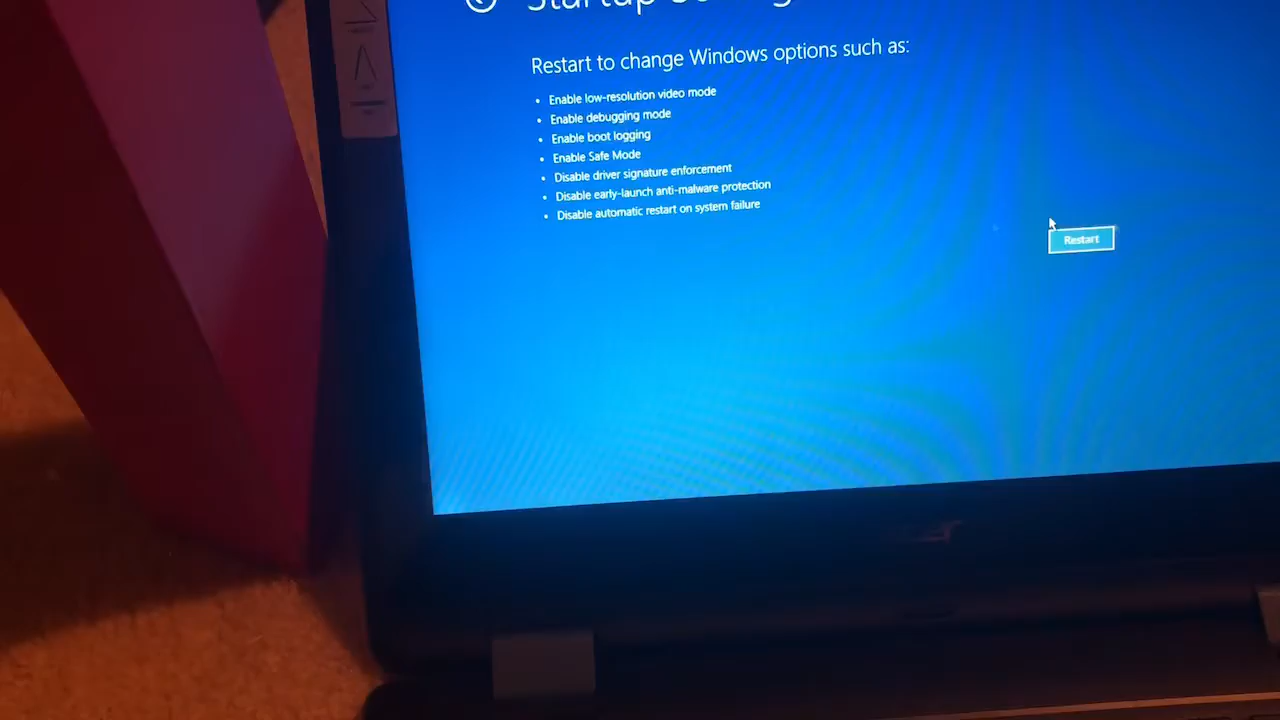 Startup Setting
Restart to change Windows options such as:
Enable low-resolution video mode
Enable debugging mode
Enable boot logging
Enable Safe Mode
Disable driver signature enforcement
Disable early-launch anti-malware protection
Disable automatic restart on system failure
Restart